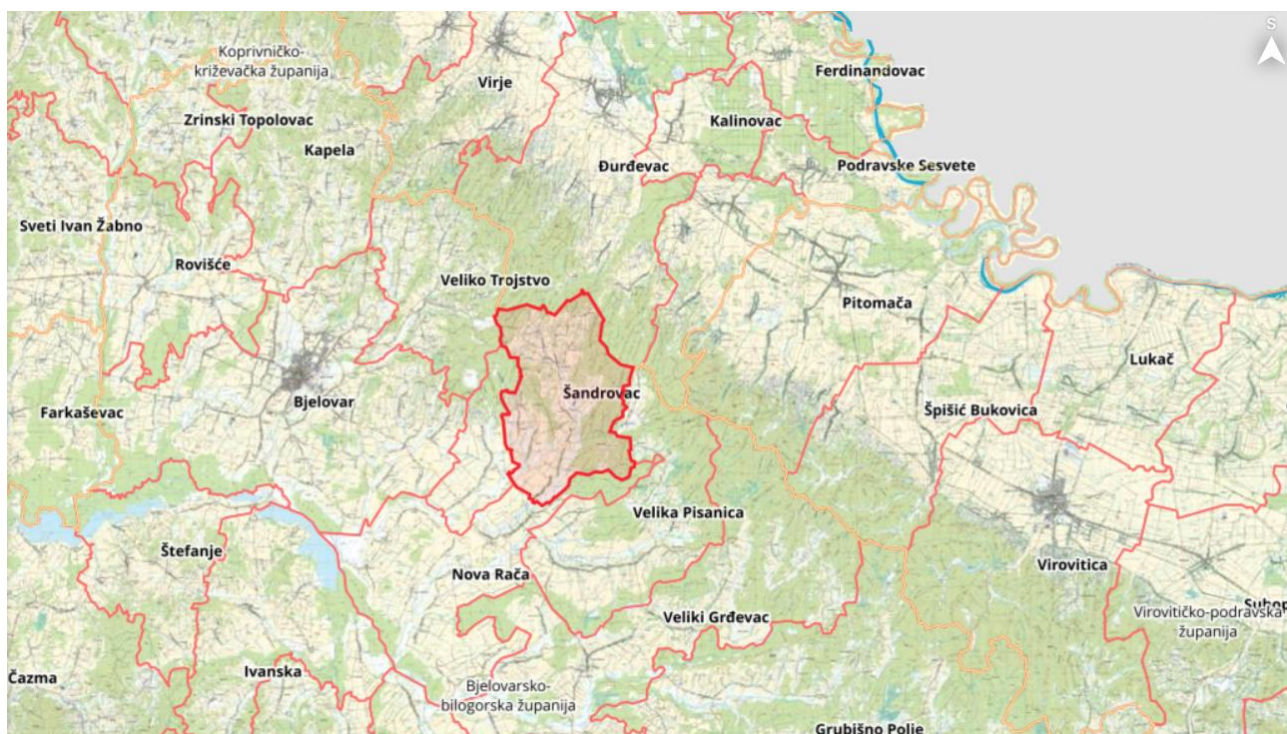 S
Koprivničko-
križevačka županija
Virje
Ferdinandovac
Zrinski Topolovac
Kalinovac
Kapela
Đurđevac
Podravske Sesvete
Sveti Ivan Žabno
Rovišće
Veliko Trojstvo
Pitomača
Lukač
Šandrovac
Bjelovar
Farkaševac
Špišić Bukovica
Velika Pisanica
Štefanje
Nova Rača
Virovitica
Veliki Grđevac
Virovitičko-podravska
županija
Ivanska
Čazma
Bjelovarsko-
bilogorska županija
Grubišno Polje